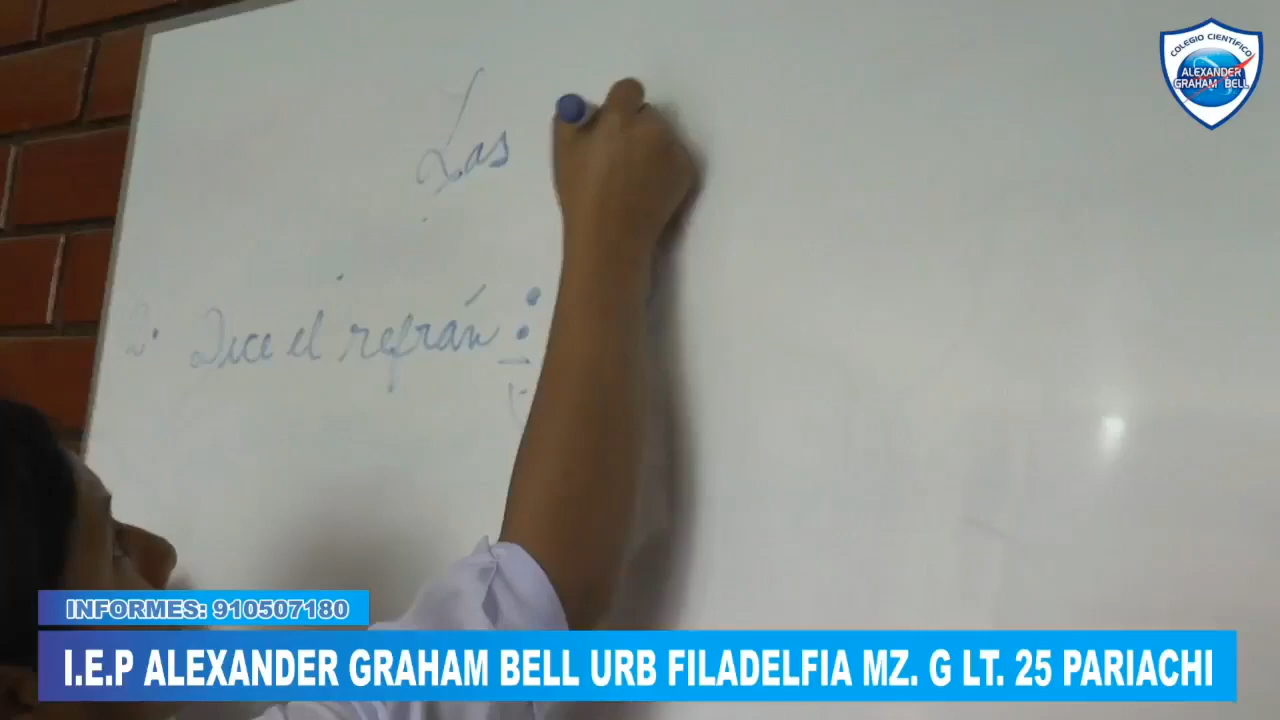 COLEGIO CIENTÍFICO
ALEXANDER
GRAHAM BELL
Las
2. Dice el refrán :
INFORMES: 910507180
I.E.P ALEXANDER GRAHAM BELL URB FILADELFIA MZ. G LT. 25 PARIACHI